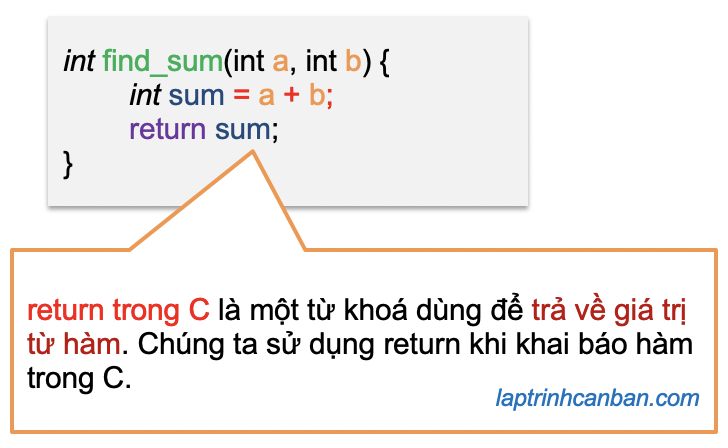 int find_sum(int a, int b) {
int sum = a + b;
return sum;
}
return trong C là một từ khoá dùng để trả về giá trị
từ hàm. Chúng ta sử dụng return khi khai báo hàm
trong C.
laptrinhcanban.com